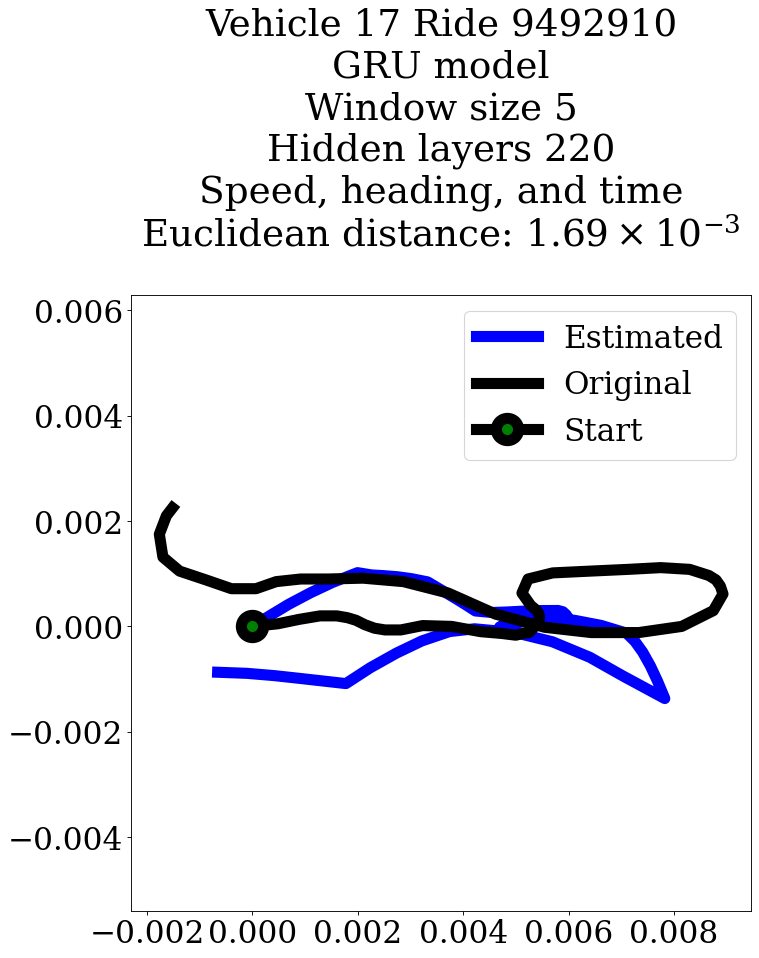 Vehicle 17 Ride 9492910
GRU model
Window size 5
Hidden layers 220
Speed, heading, and time
Euclidean distance: 1.69 × 10⁻³
0.006
0.004
0.002
0.000
−0.002
−0.004
Estimated
Original
Start
−0.002 0.000 0.002 0.004 0.006 0.008